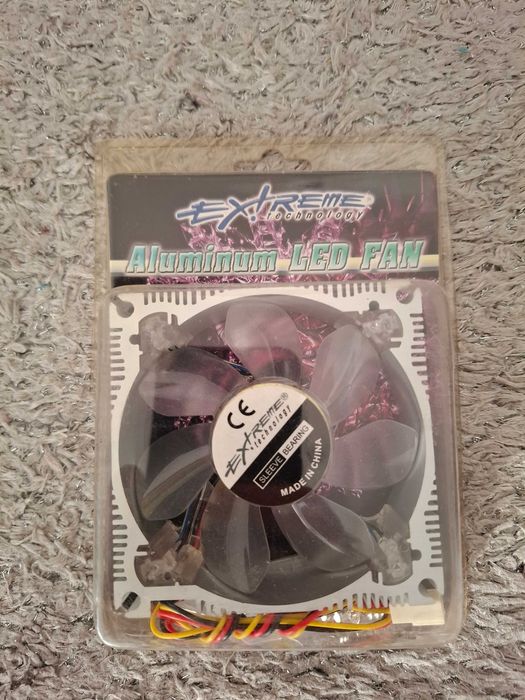 EXTREME®
technology
Aluminum LED FAN
CE
EXTREME®
technology
SLEEVE BEARING
MADE IN CHINA